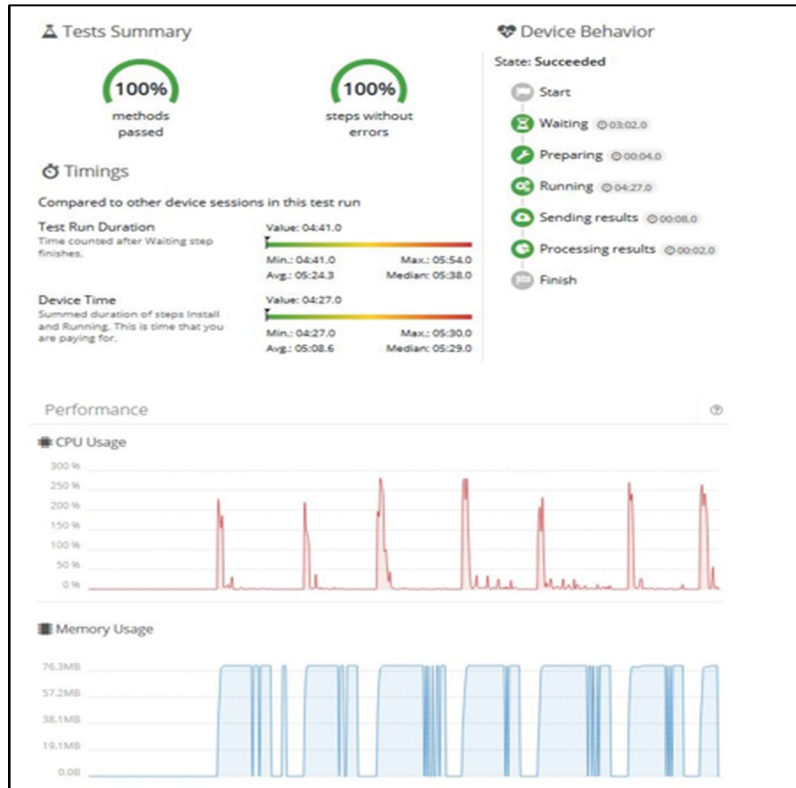 Tests Summary
100%
methods
passed
100%
steps without
errors
Timings
Compared to other device sessions in this test run
Test Run Duration
Time counted after Waiting step
finishes.
Value: 04:41.0
Min.: 04:41.0 Max.: 05:54.0
Avg.: 05:24.3 Median: 05:38.0
Device Time
Summed duration of steps Install
and Running. This is time that you
are paying for.
Value: 04:27.0
Min.: 04:27.0 Max.: 05:30.0
Avg.: 05:08.6 Median: 05:29.0
Device Behavior
State: Succeeded
Start
Waiting 03:02.0
Preparing 00:04.0
Running 04:27.0
Sending results 00:08.0
Processing results 00:02.0
Finish
Performance
?
CPU Usage
300 %
250 %
200 %
150 %
100 %
50 %
0 %
Memory Usage
76.3MB
57.2MB
38.1MB
19.1MB
0.0B